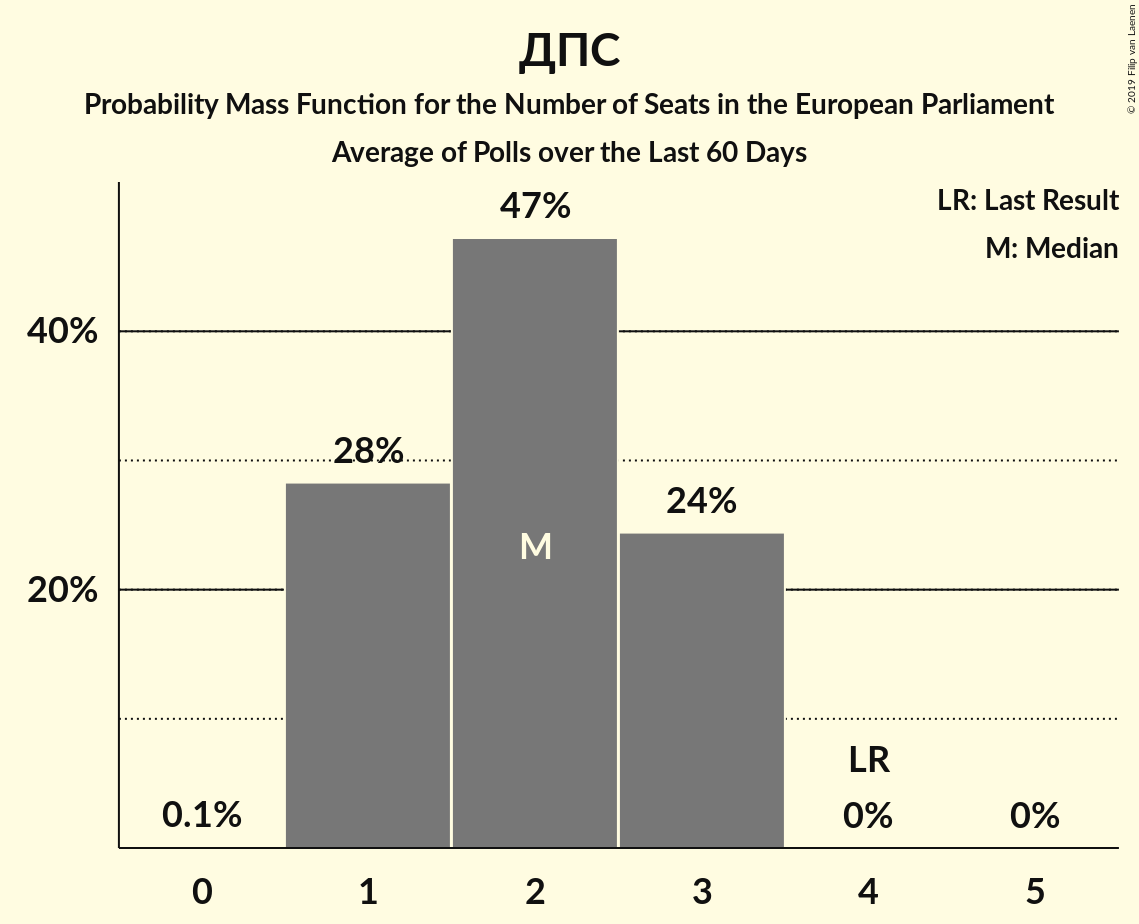 ДПС
Probability Mass Function for the Number of Seats in the European Parliament
Average of Polls over the Last 60 Days
© 2019 Filip van Laenen
LR: Last Result
M: Median
47%
40%
28%
24%
M
20%
LR
0.1%
0%
0%
0 1 2 3 4 5